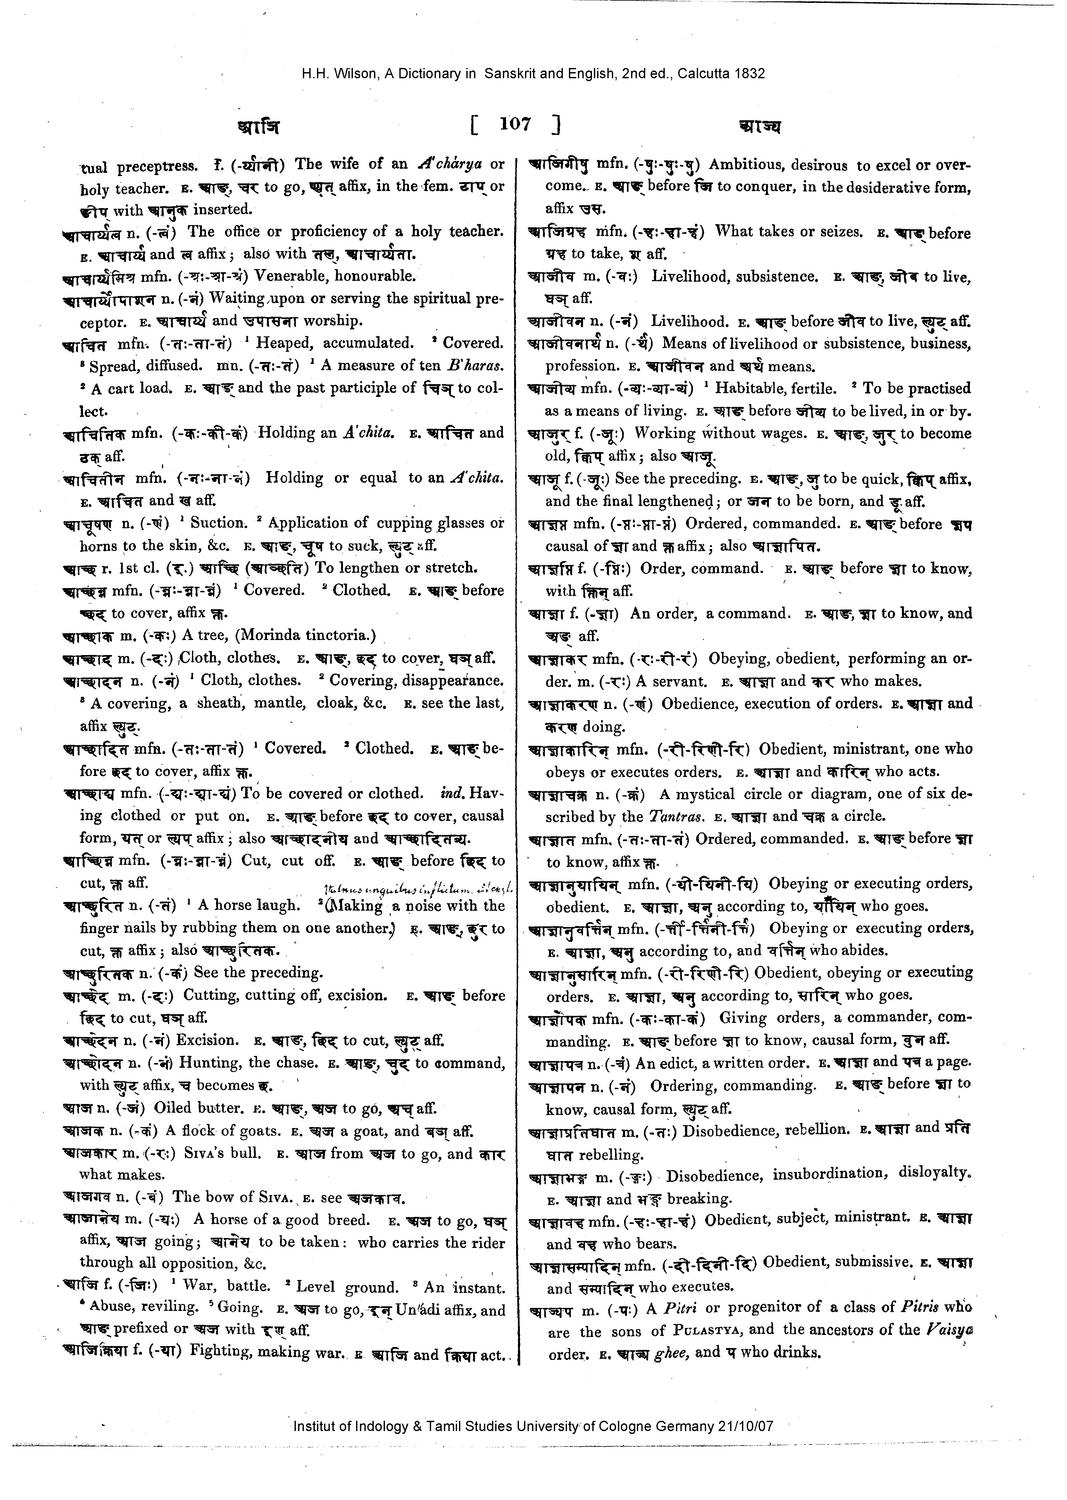 H.H. Wilson, A Dictionary in Sanskrit and English, 2nd ed., Calcutta 1832
आजि [ 107 ] आज्य
tual preceptress. f. (-र्य्यानी) The wife of an A'chárya or
holy teacher. E. आङ्, चर to go, ण्यत् affix, in the fem. टाप् or
ङीप् with आनुक inserted.
आचार्य्यत्व n. (-त्वं) The office or proficiency of a holy teacher.
E. आचार्य्य and त्व affix; also with तल्, आचार्य्यता.
आचार्य्यमिश्र mfn. (-श्रः-श्रा-श्रं) Venerable, honourable.
आचार्य्योपासन n. (-नं) Waiting upon or serving the spiritual pre-
ceptor. E. आचार्य्य and उपासना worship.
आचित mfn. (-तः-ता-तं) ¹ Heaped, accumulated. ² Covered.
³ Spread, diffused. mn. (-तः-तं) ¹ A measure of ten B'haras.
² A cart load. E. आङ् and the past participle of चिञ् to col-
lect.
आचितिक mfn. (-कः-की-कं) Holding an A'chita. E. आचित and
ठक् aff.
आचितीन mfn. (-नः-ना-नं) Holding or equal to an A'chita.
E. आचित and ख aff.
आचूषण n. (-णं) ¹ Suction. ² Application of cupping glasses or
horns to the skin, &c. E. आङ्, चूष to suck, ल्युट् aff.
आच्छ r. 1st cl. (इ.) आच्छि (आञ्छति) To lengthen or stretch.
आच्छन्न mfn. (-न्नः-न्ना-न्नं) ¹ Covered. ² Clothed. E. आङ् before
छद to cover, affix क्त.
आच्छाक m. (-कः) A tree, (Morinda tinctoria.)
आच्छाद m. (-दः) Cloth, clothes. E. आङ्, छद to cover, घञ् aff.
आच्छादन n. (-नं) ¹ Cloth, clothes. ² Covering, disappearance.
³ A covering, a sheath, mantle, cloak, &c. E. see the last,
affix ल्युट्.
आच्छादित mfn. (-तः-ता-तं) ¹ Covered. ² Clothed. E. आङ् be-
fore छद to cover, affix क्त.
आच्छाद्य mfn. (-द्यः-द्या-द्यं) To be covered or clothed. ind. Hav-
ing clothed or put on. E. आङ् before छद to cover, causal
form, यत् or ल्यप् affix; also आच्छादनीय and आच्छादितव्य.
आच्छिन्न mfn. (-न्नः-न्ना-न्नं) Cut, cut off. E. आङ् before छिद to
cut, क्त aff. Vulnus unguibus inflictum.
आच्छुरित n. (-तं) ¹ A horse laugh. ² (Making a noise with the
finger nails by rubbing them on one another.) E. आङ्, छुर to
cut, क्त affix; also आच्छुरितक.
आच्छुरितक n. (-कं) See the preceding.
आच्छेद m. (-दः) Cutting, cutting off, excision. E. आङ् before
छिद to cut, घञ् aff.
आच्छेदन n. (-नं) Excision. E. आङ्, छिद to cut, ल्युट् aff.
आच्छोदन n. (-नं) Hunting, the chase. E. आङ्, चुद to command,
with ल्युट् affix, च becomes छ.
आज n. (-जं) Oiled butter. E. आङ्, अज to go, अच् aff.
आजक n. (-कं) A flock of goats. E. अज a goat, and वञ् aff.
आजकार m. (-रः) SIVA's bull. E. आज from अज to go, and कार
what makes.
आजगव n. (-वं) The bow of SIVA. E. see अजकाव.
आजानेय m. (-यः) A horse of a good breed. E. अज to go, घञ्
affix, आज going; आनेय to be taken: who carries the rider
through all opposition, &c.
आजि f. (-जिः) ¹ War, battle. ² Level ground. ³ An instant.
⁴ Abuse, reviling. ⁵ Going. E. अज to go, इन् Un'ádi affix, and
आङ् prefixed or अज with इण् aff.
आजिक्रिया f. (-या) Fighting, making war. E. आजि and क्रिया act.
आजिगीषु mfn. (-षुः-षुः-षु) Ambitious, desirous to excel or over-
come. E. आङ् before जि to conquer, in the desiderative form,
affix उस्.
आजिग्रह mfn. (-हः-हा-हं) What takes or seizes. E. आङ् before
ग्रह to take, श aff.
आजीव m. (-वः) Livelihood, subsistence. E. आङ्, जीव to live,
घञ् aff.
आजीवन n. (-नं) Livelihood. E. आङ् before जीव to live, ल्युट् aff.
आजीवनार्थ n. (-र्थं) Means of livelihood or subsistence, business,
profession. E. आजीवन and अर्थ means.
आजीव्य mfn. (-व्यः-व्या-व्यं) ¹ Habitable, fertile. ² To be practised
as a means of living. E. आङ् before जीव्य to be lived, in or by.
आजुर् f. (-जूः) Working without wages. E. आङ्, जुर् to become
old, क्विप् affix; also आजू.
आजू f. (-जूः) See the preceding. E. आङ्, जु to be quick, क्विप् affix,
and the final lengthened; or जन to be born, and डू aff.
आज्ञप्त mfn. (-प्तः-प्ता-प्तं) Ordered, commanded. E. आङ् before ज्ञप
causal of ज्ञा and क्त affix; also आज्ञापित.
आज्ञप्ति f. (-प्तिः) Order, command. E. आङ् before ज्ञा to know,
with क्तिन् aff.
आज्ञा f. (-ज्ञा) An order, a command. E. आङ्, ज्ञा to know, and
अङ् aff.
आज्ञाकर mfn. (-रः-री-रं) Obeying, obedient, performing an or-
der. m. (-रः) A servant. E. आज्ञा and कर who makes.
आज्ञाकरण n. (-णं) Obedience, execution of orders. E. आज्ञा and
करण doing.
आज्ञाकारिन् mfn. (-री-रिणी-रि) Obedient, ministrant, one who
obeys or executes orders. E. आज्ञा and कारिन् who acts.
आज्ञाचक्र n. (-क्रं) A mystical circle or diagram, one of six de-
scribed by the Tantras. E. आज्ञा and चक्र a circle.
आज्ञात mfn. (-तः-ता-तं) Ordered, commanded. E. आङ् before ज्ञा
to know, affix क्त.
आज्ञानुयायिन् mfn. (-यी-यिनी-यि) Obeying or executing orders,
obedient. E. आज्ञा, अनु according to, यायिन् who goes.
आज्ञानुवर्त्तिन् mfn. (-र्त्ती-र्त्तिनी-र्त्ति) Obeying or executing orders,
E. आज्ञा, अनु according to, and वर्त्तिन् who abides.
आज्ञानुसारिन् mfn. (-री-रिणी-रि) Obedient, obeying or executing
orders. E. आज्ञा, अनु according to, सारिन् who goes.
आज्ञापक mfn. (-कः-का-कं) Giving orders, a commander, com-
manding. E. आङ् before ज्ञा to know, causal form, वुन् aff.
आज्ञापत्र n. (-त्रं) An edict, a written order. E. आज्ञा and पत्र a page.
आज्ञापन n. (-नं) Ordering, commanding. E. आङ् before ज्ञा to
know, causal form, ल्युट् aff.
आज्ञाप्रतिघात m. (-तः) Disobedience, rebellion. E. आज्ञा and प्रति
घात rebelling.
आज्ञाभङ्ग m. (-ङ्गः) Disobedience, insubordination, disloyalty.
E. आज्ञा and भङ्ग breaking.
आज्ञावह mfn. (-हः-हा-हं) Obedient, subject, ministrant. E. आज्ञा
and वह who bears.
आज्ञासम्पादिन् mfn. (-दी-दिनी-दि) Obedient, submissive. E. आज्ञा
and सम्पादिन् who executes.
आज्यप m. (-पः) A Pitri or progenitor of a class of Pitris who
are the sons of PULASTYA, and the ancestors of the Vaisya
order. E. आज्य ghee, and प who drinks.
Institut of Indology & Tamil Studies University of Cologne Germany 21/10/07